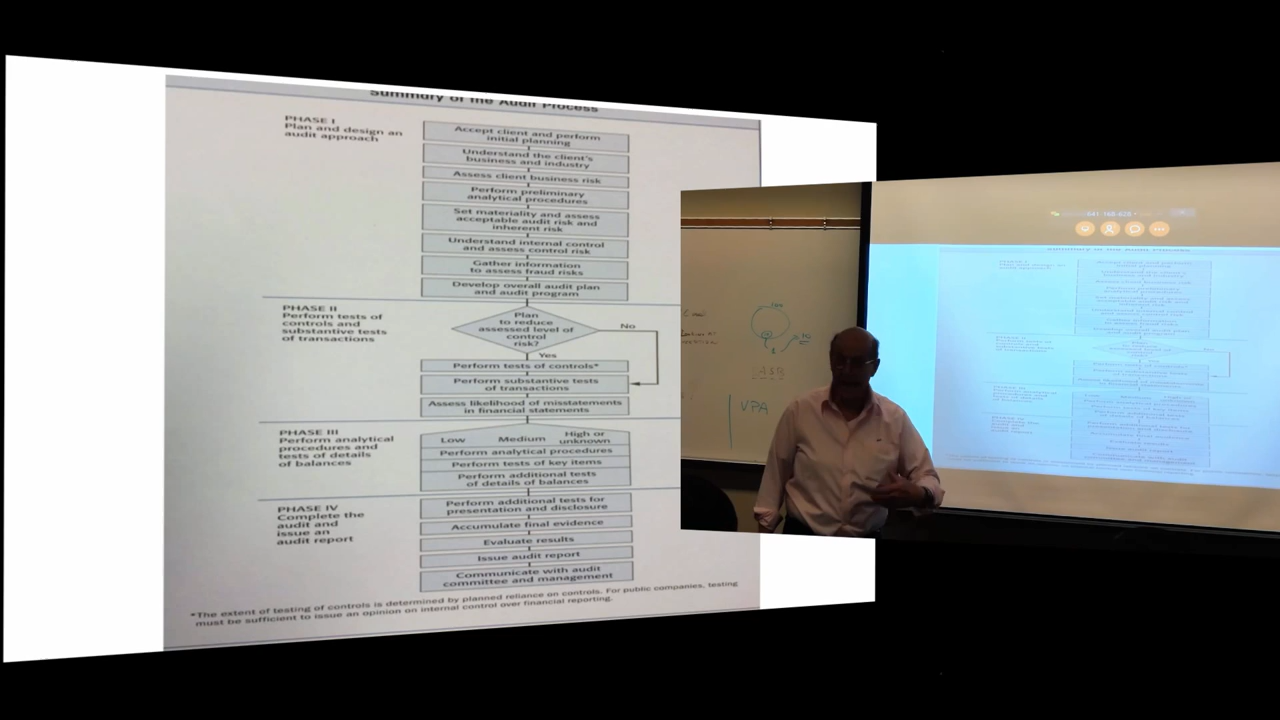 Summary of the Audit Process
PHASE I
Plan and design an
audit approach
Accept client and perform
initial planning
Understand the client's
business and industry
Assess client business risk
Perform preliminary
analytical procedures
Set materiality and assess
acceptable audit risk and
inherent risk
Understand internal control
and assess control risk
Gather information
to assess fraud risks
Develop overall audit plan
and audit program
PHASE II
Perform tests of
controls and
substantive tests
of transactions
Plan
to reduce
assessed level of
control
risk?
No
Yes
Perform tests of controls*
Perform substantive tests
of transactions
Assess likelihood of misstatements
in financial statements
PHASE III
Perform analytical
procedures and
tests of details
of balances
Low Medium High or
unknown
Perform analytical procedures
Perform tests of key items
Perform additional tests
of details of balances
PHASE IV
Complete the
audit and
issue an
audit report
Perform additional tests for
presentation and disclosure
Accumulate final evidence
Evaluate results
Issue audit report
Communicate with audit
committee and management
*The extent of testing of controls is determined by planned reliance on controls. For public companies, testing
must be sufficient to issue an opinion on internal control over financial reporting.
ASB
VPA